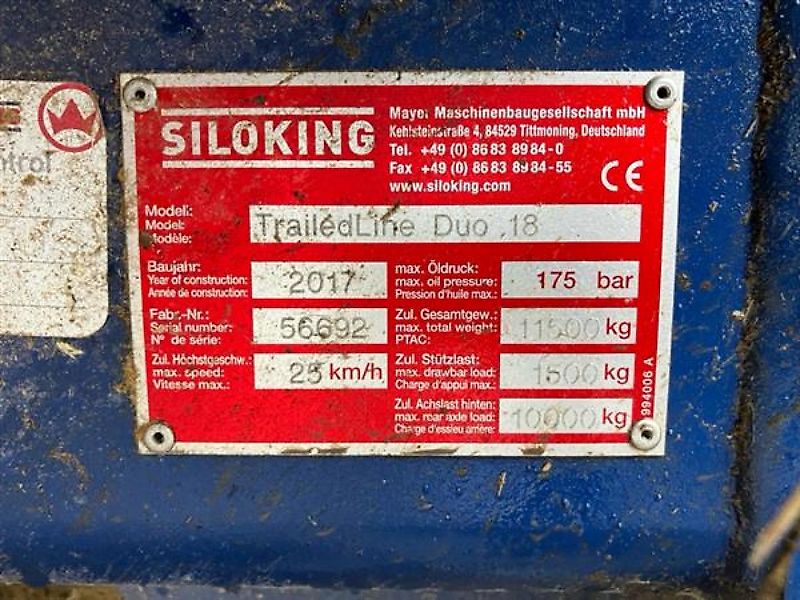 ntrol
SILOKING
Mayer Maschinenbaugesellschaft mbH
Kehlsteinstraße 4, 84529 Tittmoning, Deutschland
Tel. +49 (0) 86 83 89 84-0
Fax +49 (0) 86 83 89 84-55
www.siloking.com
CE
Modell:
Model:
Modèle:
TrailedLine Duo 18
Baujahr:
Year of construction:
Année de construction:
2017
max. Öldruck:
max. oil pressure:
Pression d'huile max.:
175 bar
Fabr.-Nr.:
Serial number:
N° de série:
56692
Zul. Gesamtgew.:
max. total weight:
PTAC:
11500 kg
Zul. Höchstgeschw.:
max. speed:
Vitesse max.:
25 km/h
Zul. Stützlast:
max. drawbar load:
Charge d'appui max.:
1500 kg
Zul. Achslast hinten:
max. rear axle load:
Charge d'essieu arrière:
10000 kg
994006 A